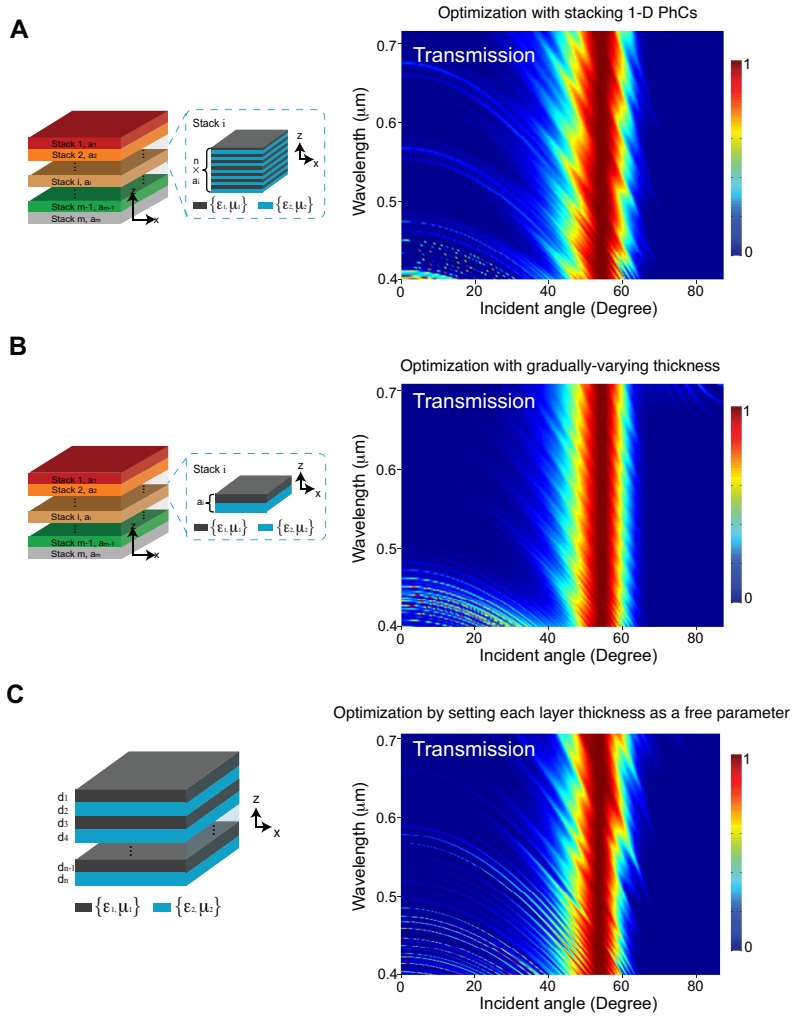 A
Optimization with stacking 1-D PhCs
Stack 1, a1
Stack 2, a2
⋮
⋮
Stack i, ai
⋮
⋮
Stack m-1, am-1
Stack m, am
z
x
Stack i
n
×
ai
z
x
{ε1, μ1}
{ε2, μ2}
Transmission
Wavelength (μm)
0.7
0.6
0.5
0.4
0
20
40
60
80
Incident angle (Degree)
1
0
B
Optimization with gradually-varying thickness
Stack 1, a1
Stack 2, a2
⋮
⋮
Stack i, ai
⋮
⋮
Stack m-1, am-1
Stack m, am
z
x
Stack i
ai
z
x
{ε1, μ1}
{ε2, μ2}
Transmission
Wavelength (μm)
0.7
0.6
0.5
0.4
0
20
40
60
80
Incident angle (Degree)
1
0
C
Optimization by setting each layer thickness as a free parameter
d1
d2
d3
d4
⋮
⋮
dn-1
dn
z
x
{ε1, μ1}
{ε2, μ2}
Transmission
Wavelength (μm)
0.7
0.6
0.5
0.4
0
20
40
60
80
Incident angle (Degree)
1
0